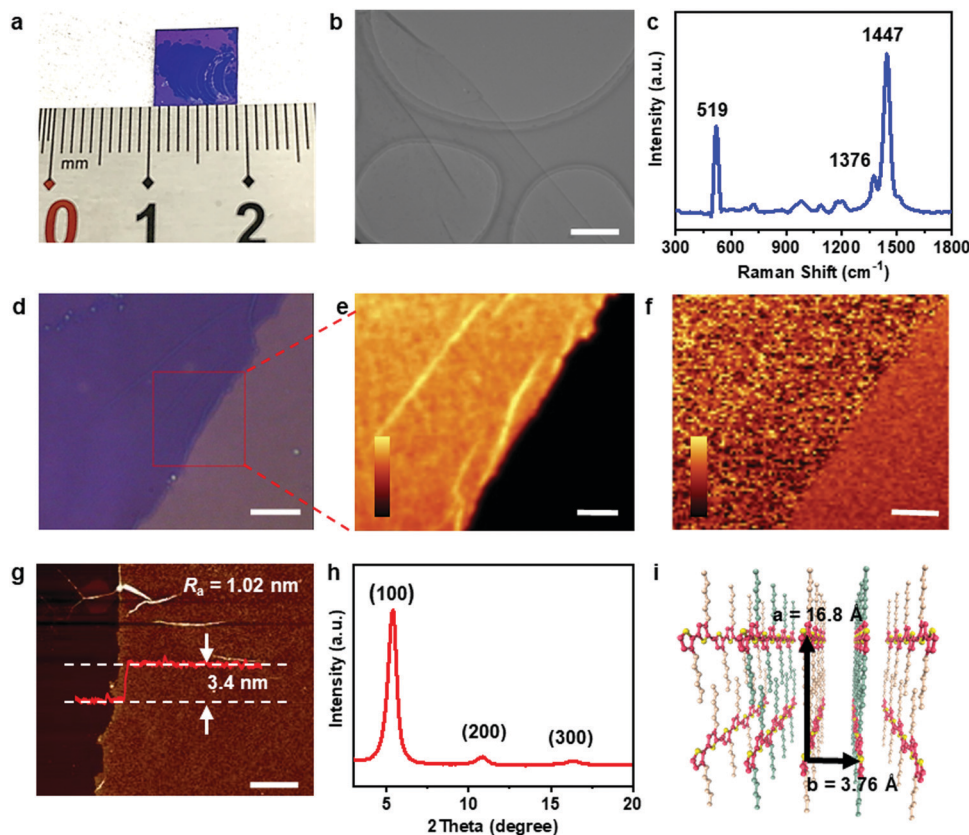 a
mm
0 1 2
b
c
Intensity (a.u.)
519
1376
1447
300 600 900 1200 1500 1800
Raman Shift (cm⁻¹)
d
e
f
g
Rₐ = 1.02 nm
3.4 nm
h
Intensity (a.u.)
(100)
(200)
(300)
5 10 15 20
2 Theta (degree)
i
a = 16.8 Å
b = 3.76 Å